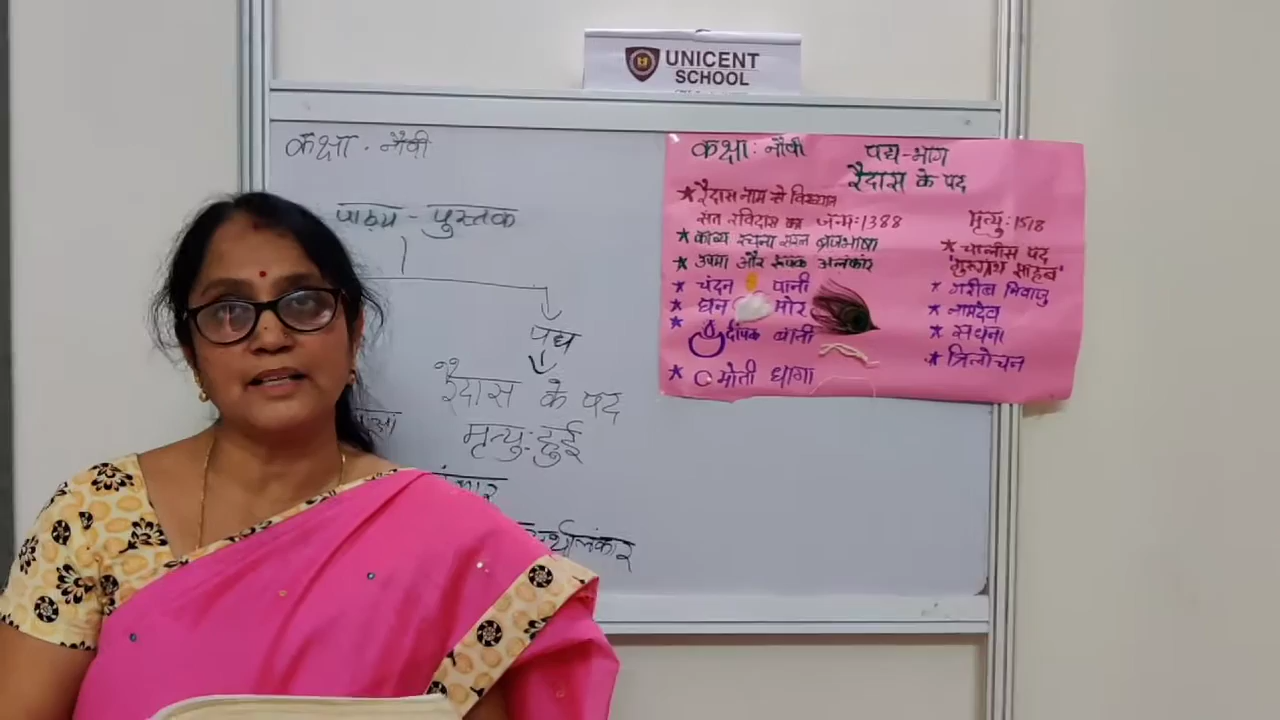 UNICENT
SCHOOL
कक्षा . नौवी
पाठ्य - पुस्तक
पद्य
रैदास के पद
मृत्यु: हुई
कक्षा : नौवी
पद्य-भाग
रैदास के पद
★ रैदास नाम से विख्यात
संत रविदास का जन्म: 1388
मृत्यु: 1518
★ काव्य रचना सरल ब्रजभाषा
★ उपमा और रूपक अलंकार
★ चंदन पानी
★ घन मोर
★ दीपक बाती
★ मोती धागा
★ चालीस पद
'गुरुग्रंथ साहब'
★ गरीब निवाजु
★ नामदेव
★ सधना
★ त्रिलोचन